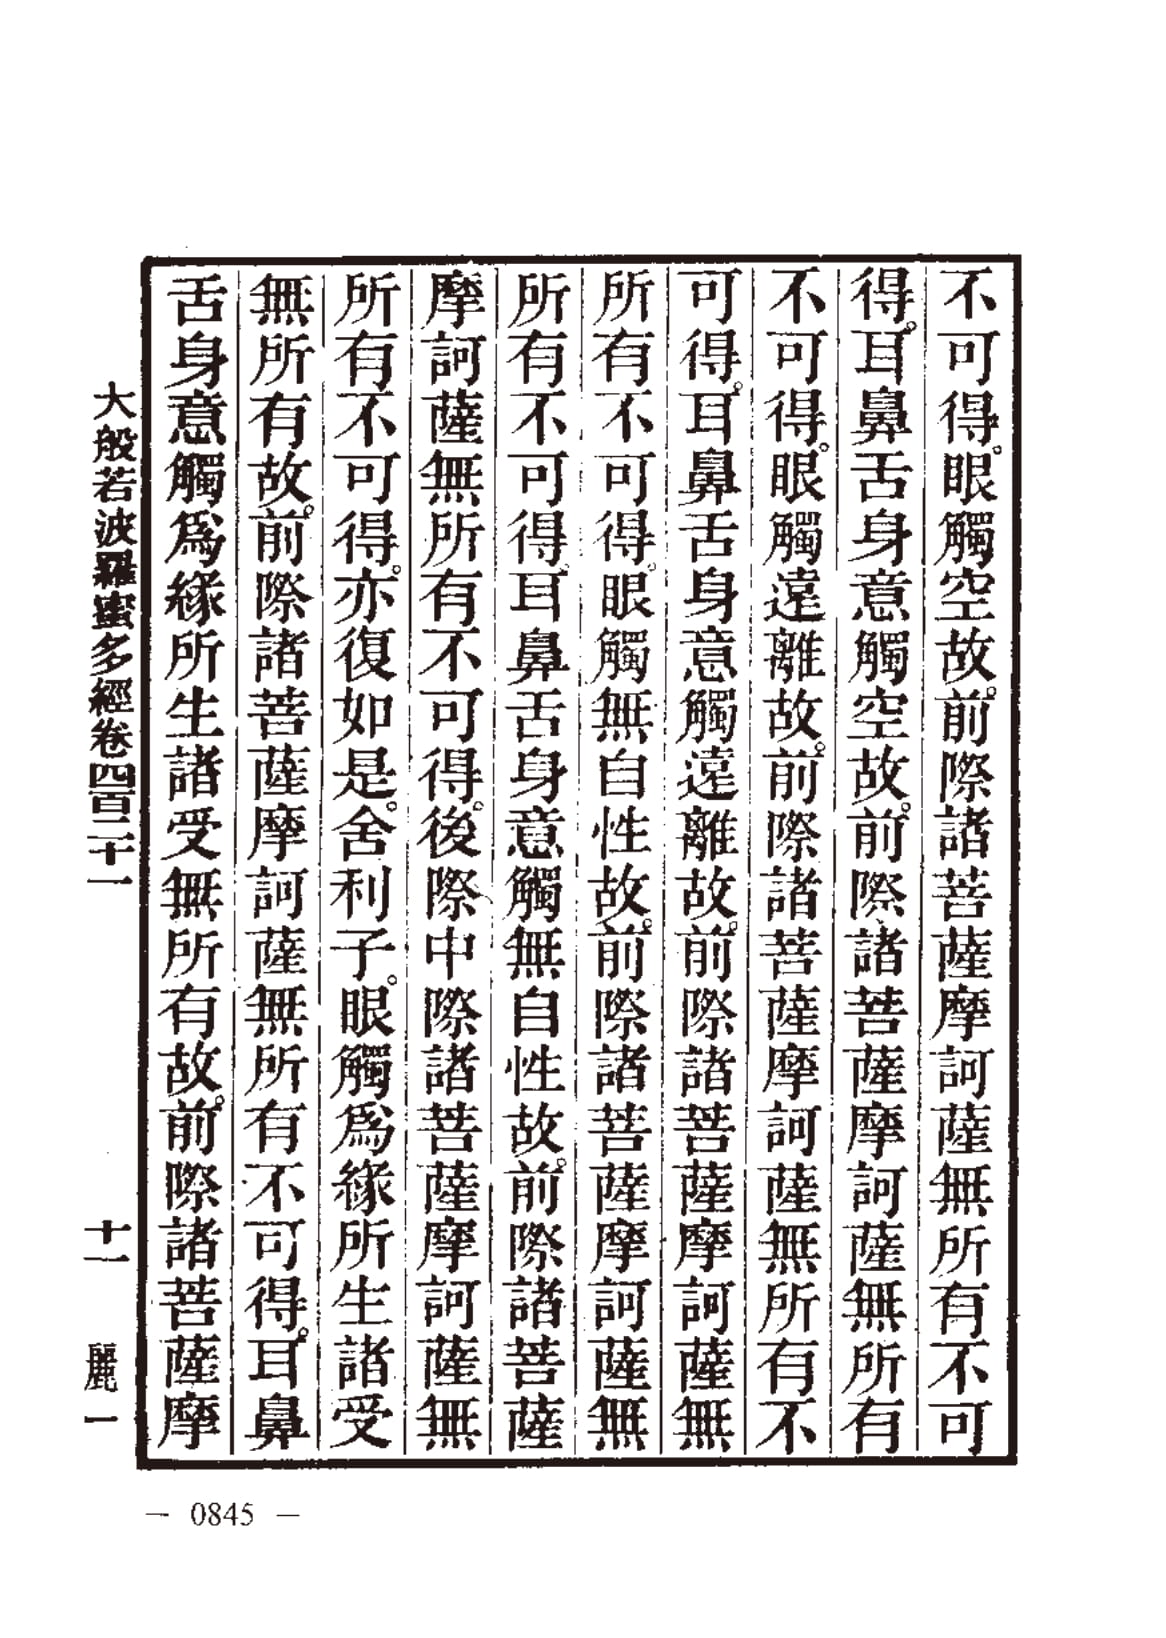 不可得。眼觸空故。前際諸菩薩摩訶薩無所有不可
得。耳鼻舌身意觸空故。前際諸菩薩摩訶薩無所有
不可得。眼觸遠離故。前際諸菩薩摩訶薩無所有不
可得。耳鼻舌身意觸遠離故。前際諸菩薩摩訶薩無
所有不可得。眼觸無自性故。前際諸菩薩摩訶薩無
所有不可得。耳鼻舌身意觸無自性故。前際諸菩薩
摩訶薩無所有不可得。後際中際諸菩薩摩訶薩無
所有不可得。亦復如是。舍利子。眼觸為緣所生諸受
無所有故。前際諸菩薩摩訶薩無所有不可得。耳鼻
舌身意觸為緣所生諸受無所有故。前際諸菩薩摩
大般若波羅蜜多經卷四百二十一 十一 麗一
— 0845 —